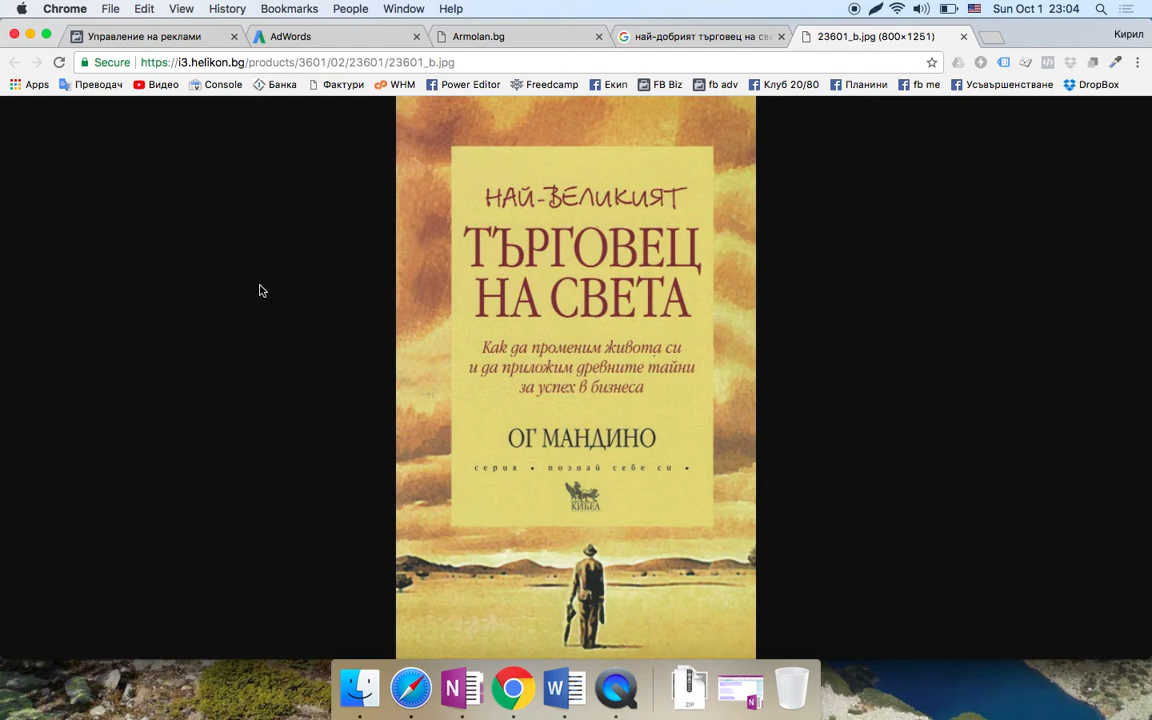 Chrome File Edit View History Bookmarks People Window Help Sun Oct 1 23:04
Управление на реклами AdWords Armolan.bg най-добрият търговец на св 23601_b.jpg (800×1251) Кирил
Secure https://i3.helikon.bg/products/3601/02/23601/23601_b.jpg
Apps Преводач Видео Console Банка Фактури WHM Power Editor Freedcamp Екип FB Biz fb adv Клуб 20/80 Планини fb me Усъвършенстване DropBox
НАЙ-ВЕЛИКИЯТ
ТЪРГОВЕЦ
НА СВЕТА
Как да променим живота си
и да приложим древните тайни
за успех в бизнеса
ОГ МАНДИНО
серия • познай себе си •
КИБЕА
ZIP